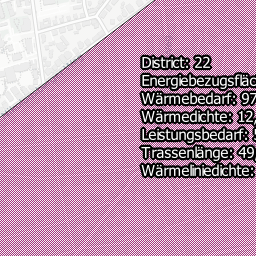 District: 22
Energiebezugsfläc
Wärmebedarf: 97
Wärmedichte: 12,
Leistungsbedarf:
Trassenlänge: 49
Wärmeliniedichte: